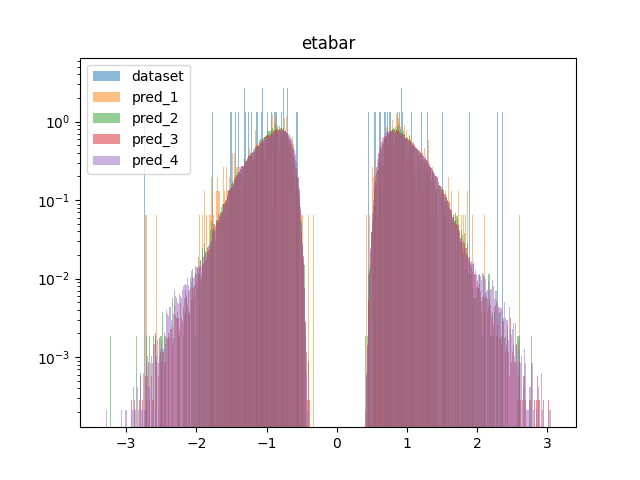 etabar
dataset
pred_1
pred_2
pred_3
pred_4
10⁰
10⁻¹
10⁻²
10⁻³
−3 −2 −1 0 1 2 3